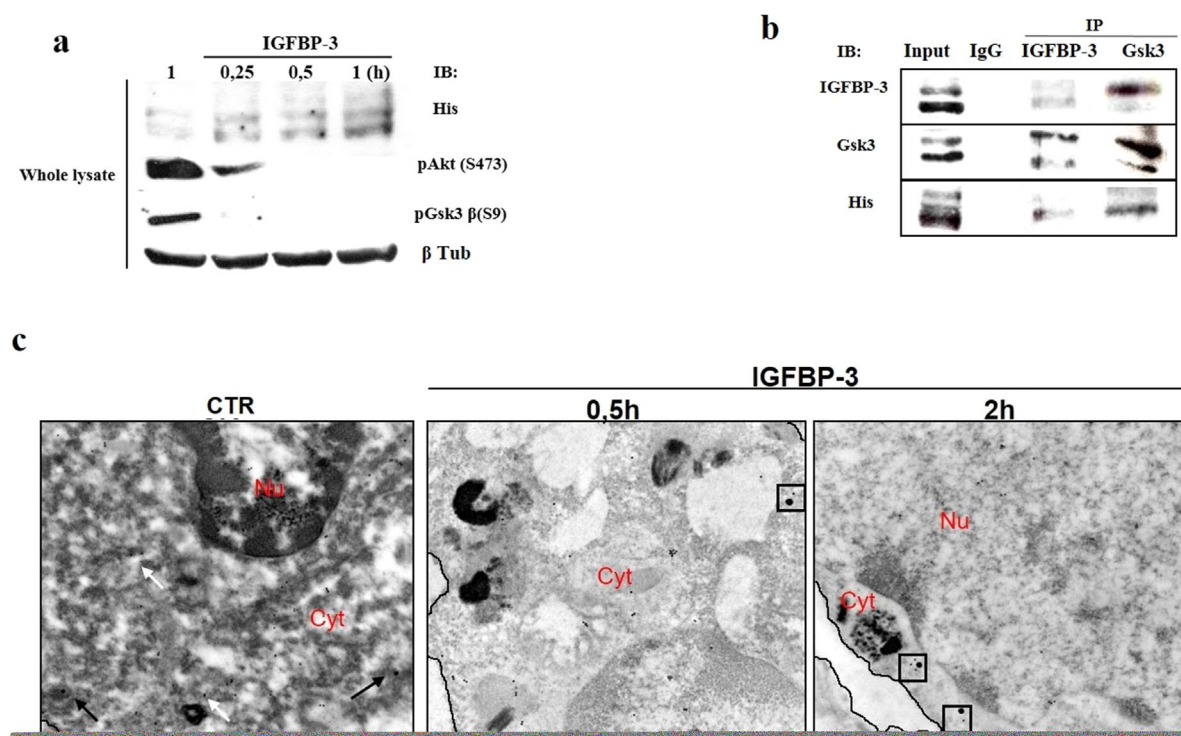 a
IGFBP-3
1 0,25 0,5 1 (h) IB:
His
pAkt (S473)
Whole lysate
pGsk3 β(S9)
β Tub
b
IP
IB: Input IgG IGFBP-3 Gsk3
IGFBP-3
Gsk3
His
c
IGFBP-3
CTR 0,5h 2h
Nu
Cyt
Cyt
Nu
Cyt